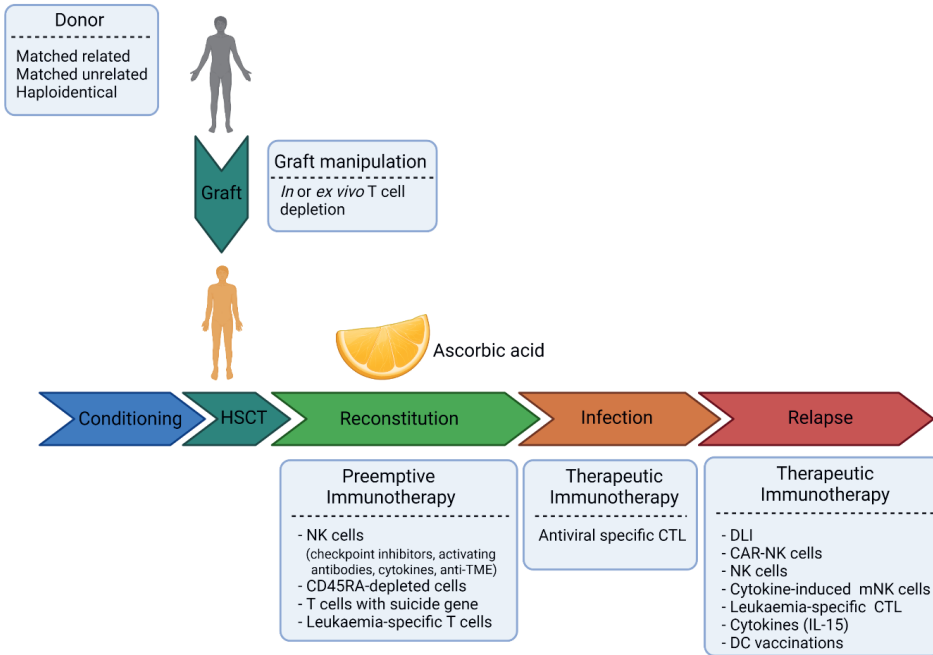 Donor
Matched related
Matched unrelated
Haploidentical
Graft
Graft manipulation
In or ex vivo T cell
depletion
Ascorbic acid
Conditioning
HSCT
Reconstitution
Infection
Relapse
Preemptive
Immunotherapy
- NK cells
(checkpoint inhibitors, activating
antibodies, cytokines, anti-TME)
- CD45RA-depleted cells
- T cells with suicide gene
- Leukaemia-specific T cells
Therapeutic
Immunotherapy
Antiviral specific CTL
Therapeutic
Immunotherapy
- DLI
- CAR-NK cells
- NK cells
- Cytokine-induced mNK cells
- Leukaemia-specific CTL
- Cytokines (IL-15)
- DC vaccinations